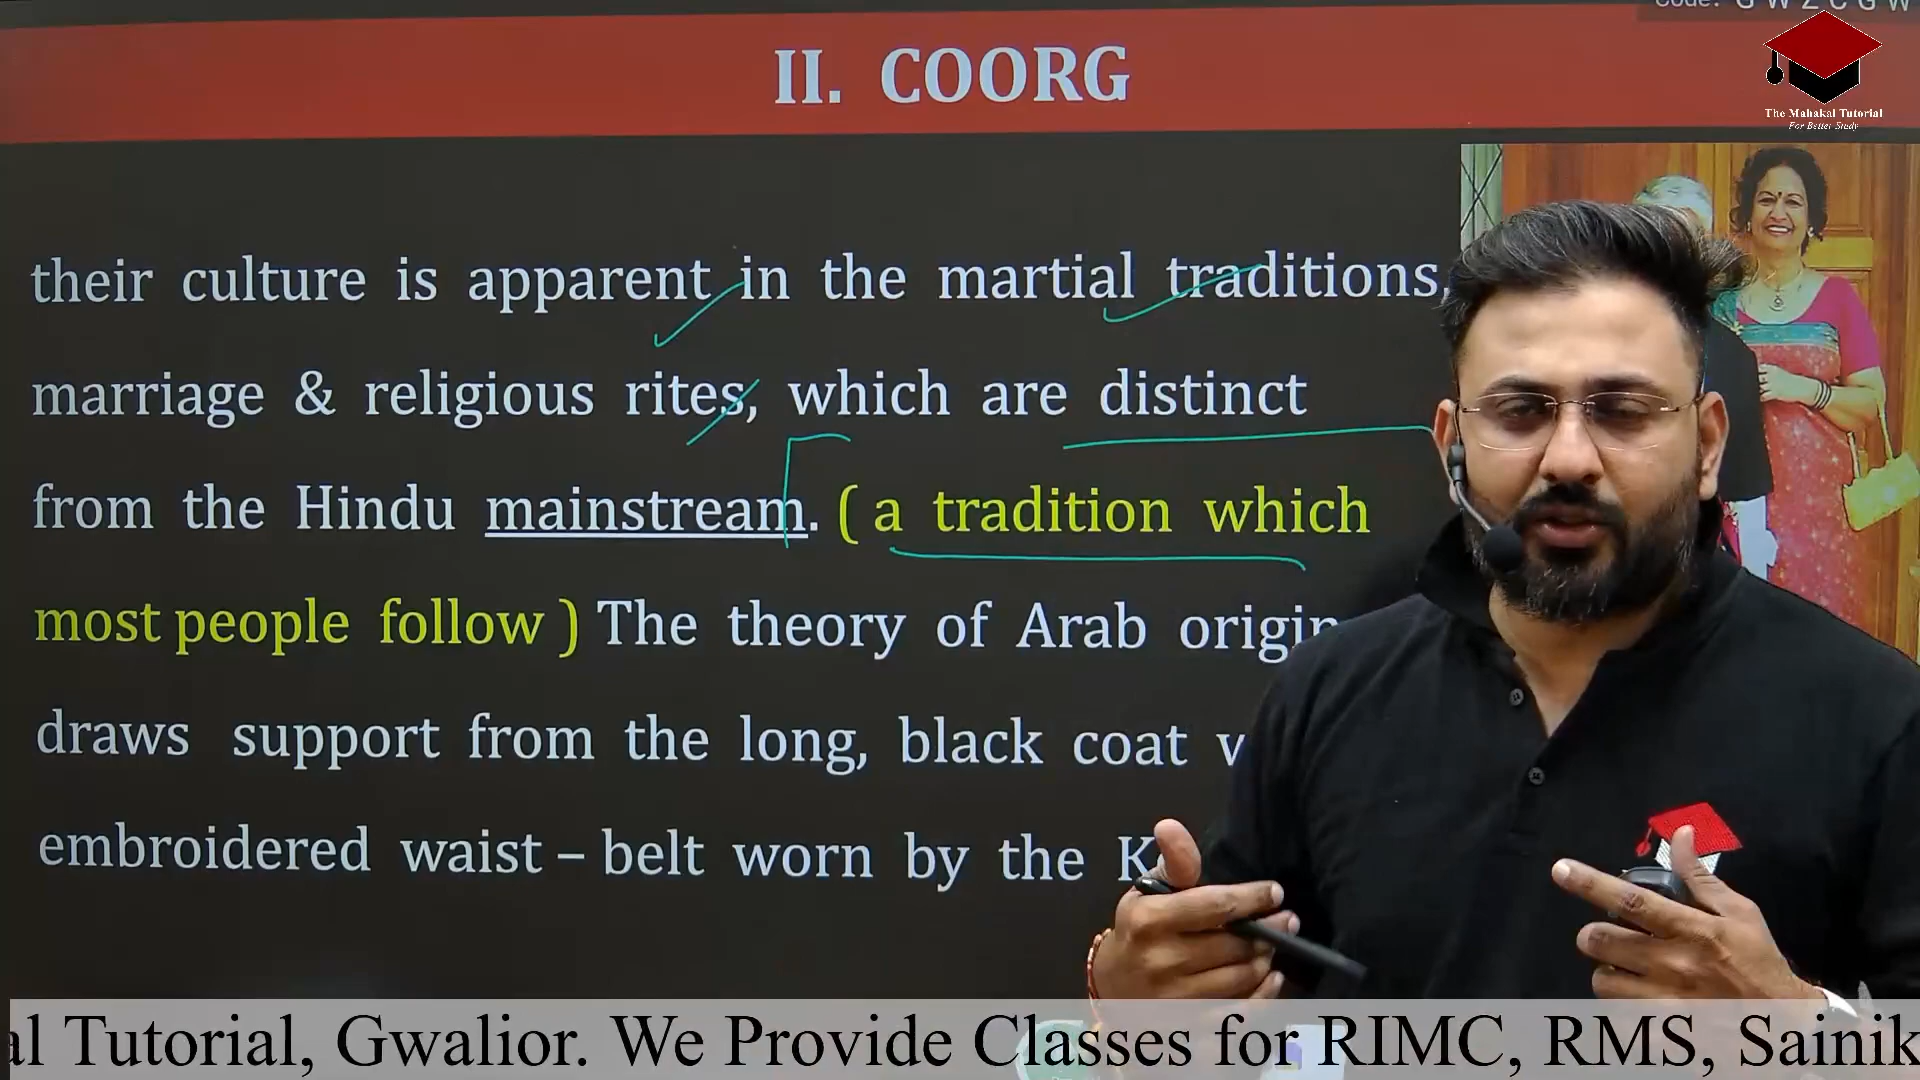 II. COORG
The Mahakal Tutorial
For Better Study
their culture is apparent in the martial traditions,
marriage & religious rites, which are distinct
from the Hindu mainstream. ( a tradition which
most people follow ) The theory of Arab origin
draws support from the long, black coat
embroidered waist – belt worn by the
Tutorial, Gwalior. We Provide Classes for RIMC, RMS, Sainik